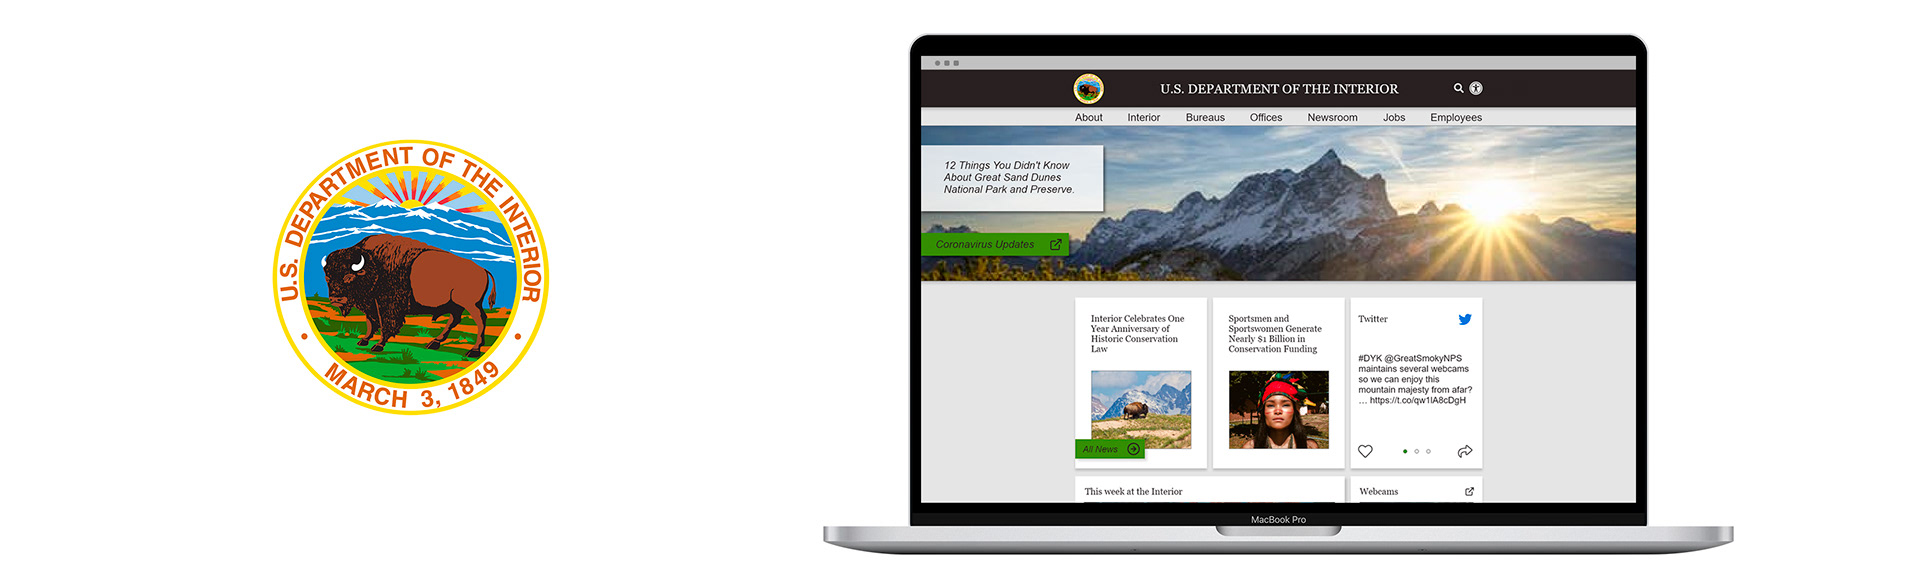 U.S. DEPARTMENT OF THE INTERIOR
MARCH 3, 1849
U.S. DEPARTMENT OF THE INTERIOR
About Interior Bureaus Offices Newsroom Jobs Employees
12 Things You Didn't Know
About Great Sand Dunes
National Park and Preserve.
Coronavirus Updates
Interior Celebrates One
Year Anniversary of
Historic Conservation
Law
All News
Sportsmen and
Sportswomen Generate
Nearly $1 Billion in
Conservation Funding
Twitter
#DYK @GreatSmokyNPS
maintains several webcams
so we can enjoy this
mountain majesty from afar?
… https://t.co/qw1lA8cDgH
This week at the Interior
Webcams
MacBook Pro